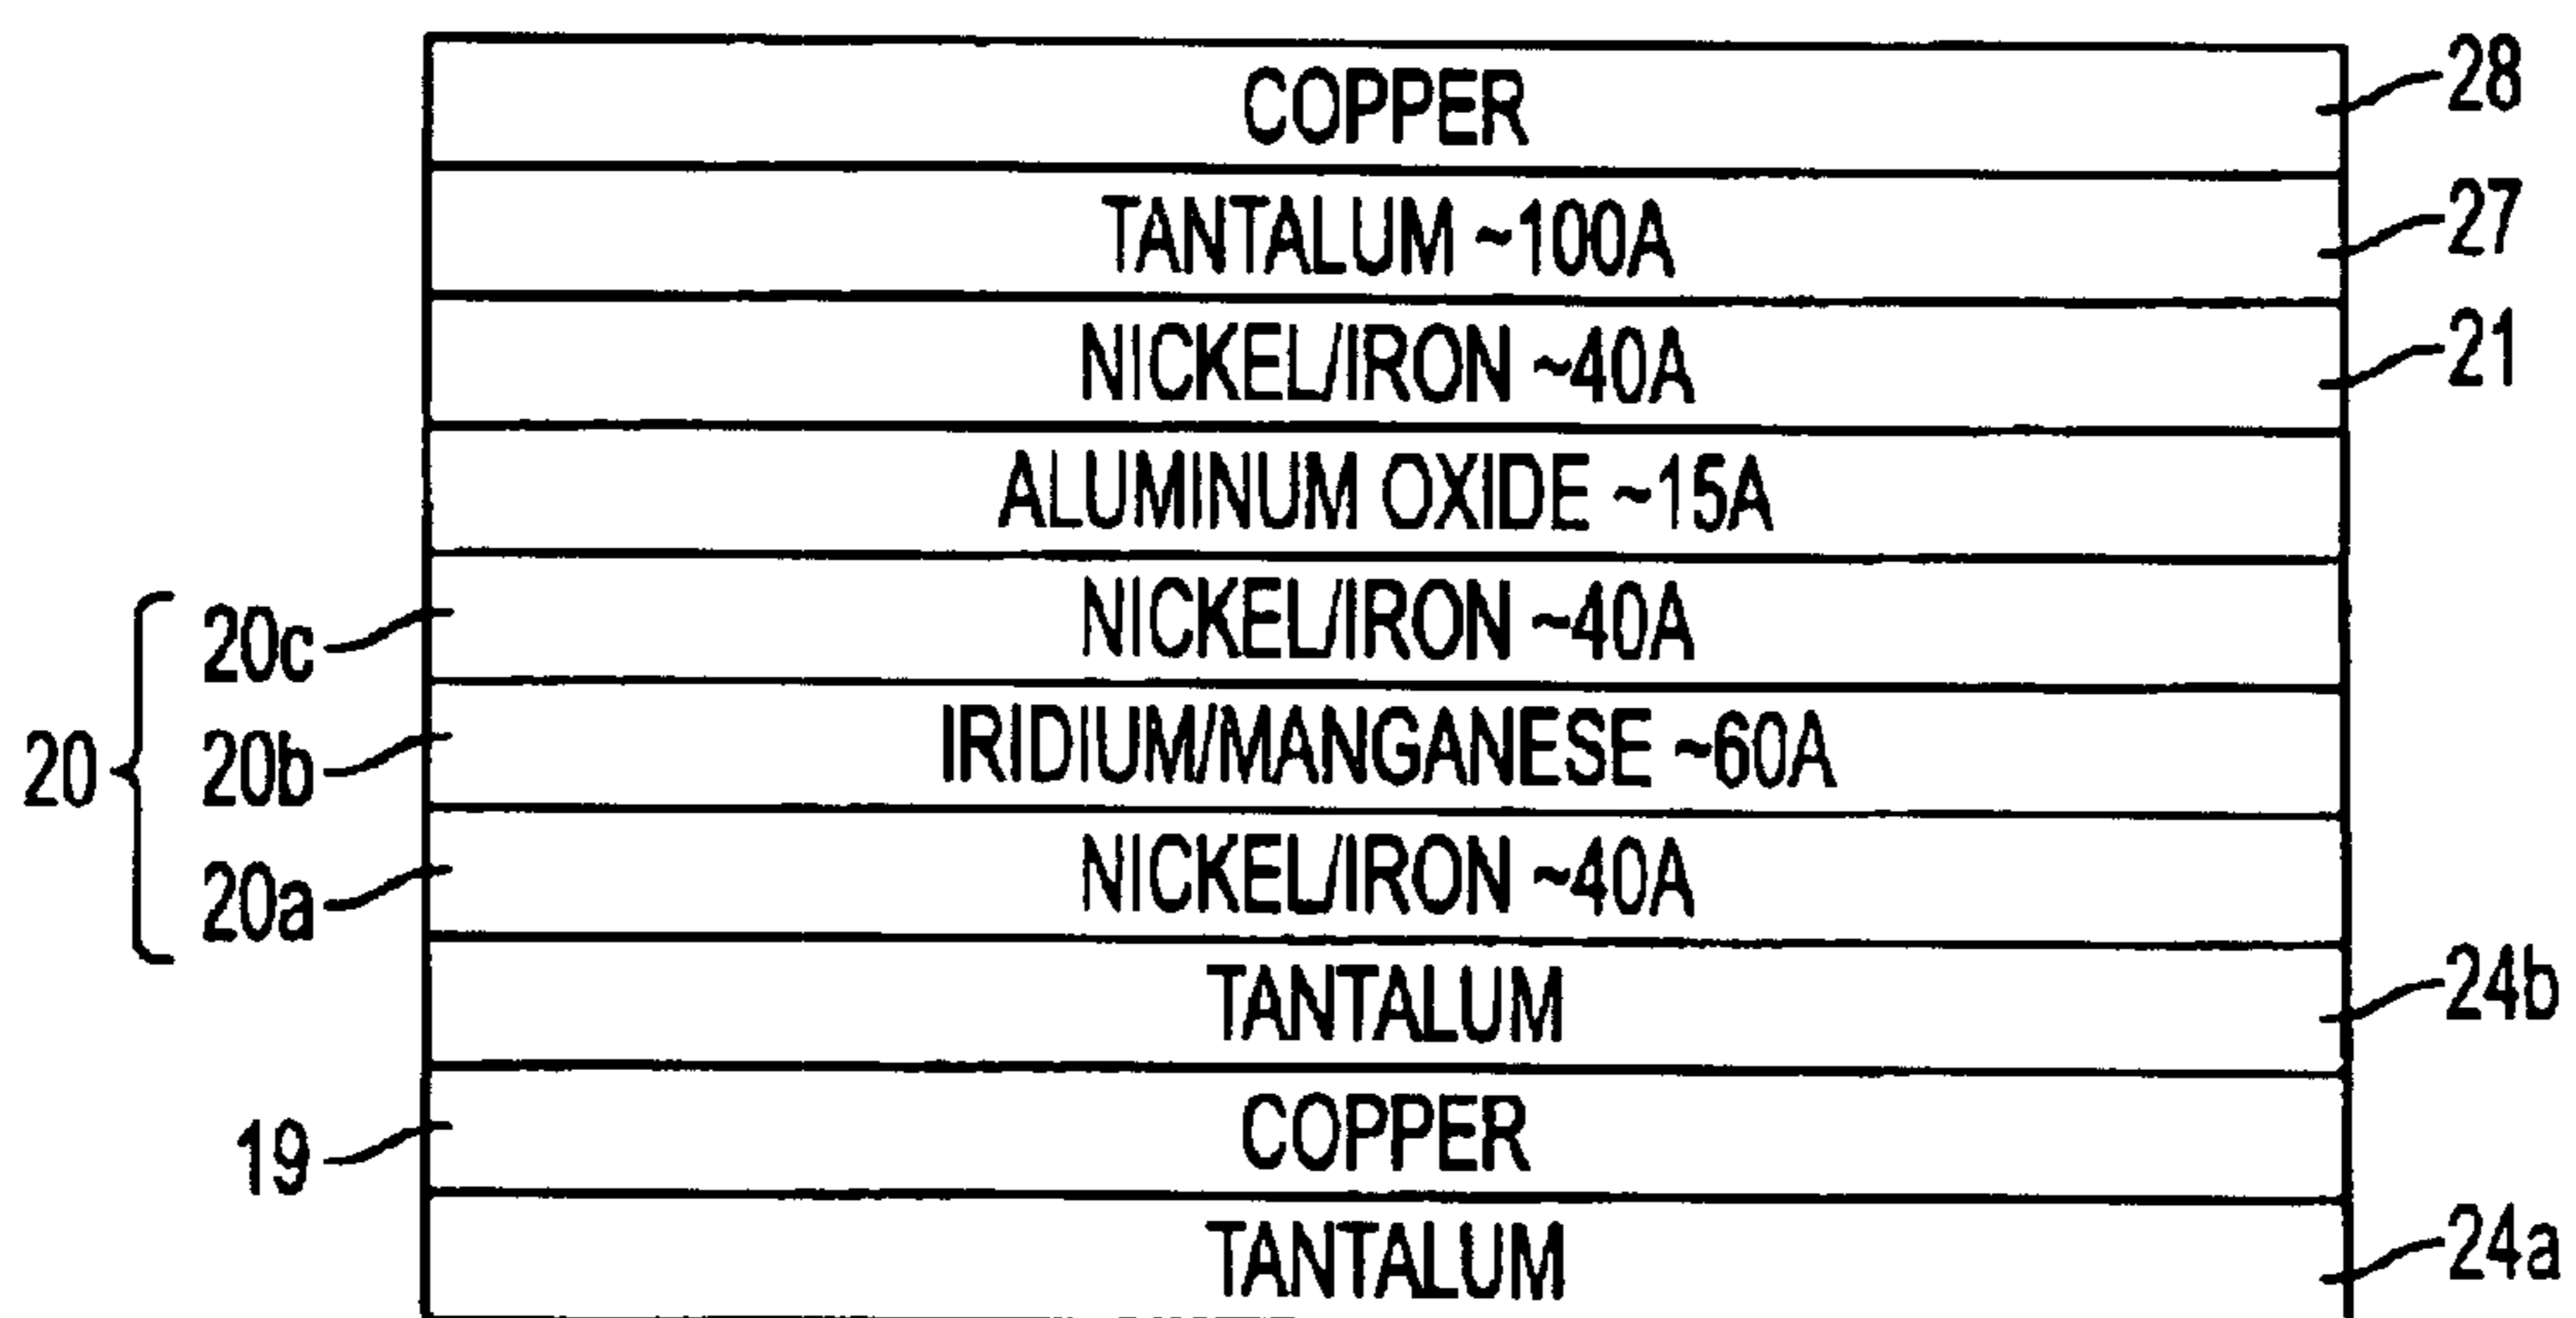 COPPER 28
TANTALUM ~100A 27
NICKEL/IRON ~40A 21
ALUMINUM OXIDE ~15A
20c NICKEL/IRON ~40A
20 20b IRIDIUM/MANGANESE ~60A
20a NICKEL/IRON ~40A
TANTALUM 24b
19 COPPER
TANTALUM 24a